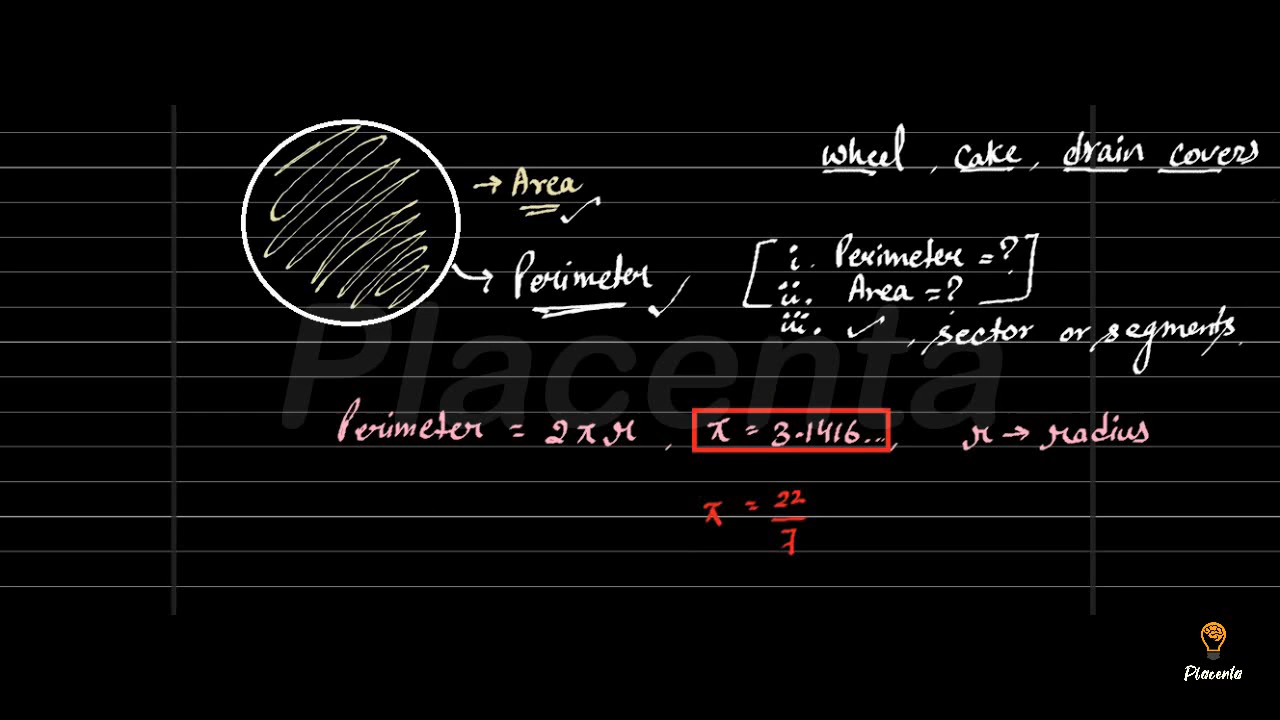 wheel, cake, drain covers
→ Area
→ Perimeter
i. Perimeter = ?
ii. Area = ?
iii. ✓, sector or segments.
Placenta
Perimeter = 2πr, π = 3.1416..., r → radius
π = 22/7
Placenta